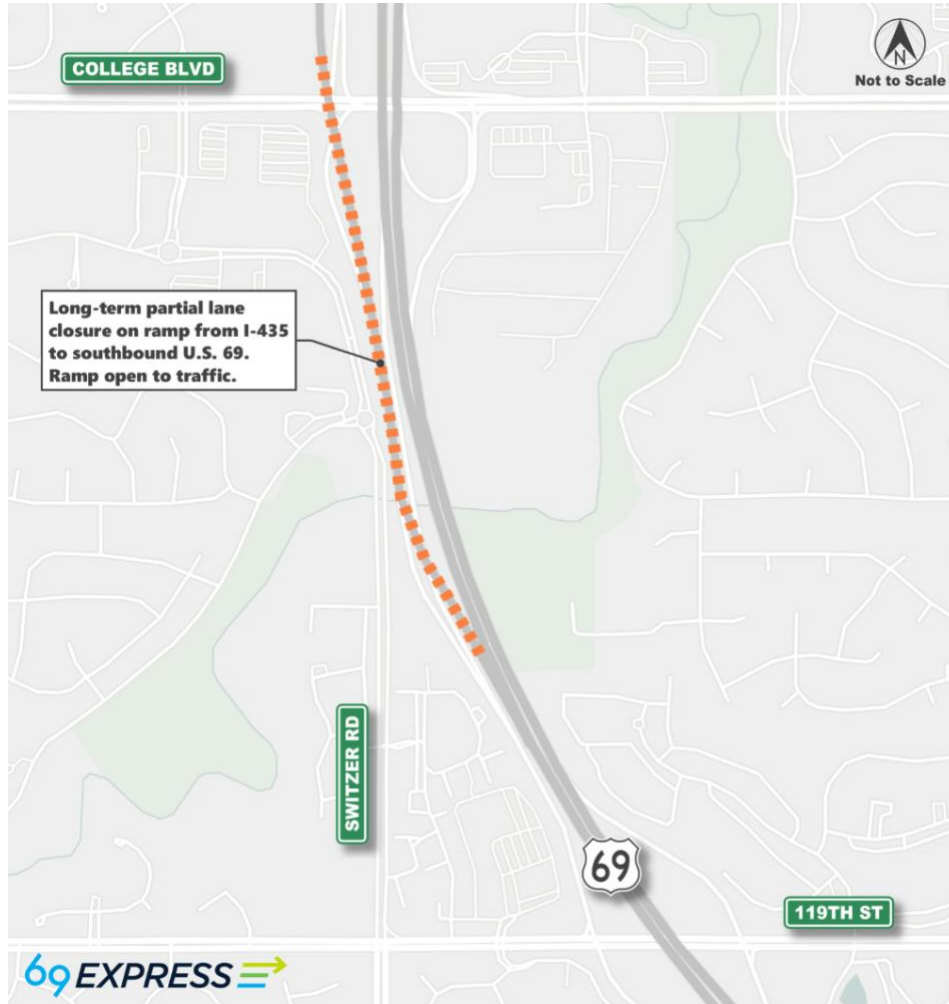 COLLEGE BLVD
N
Not to Scale
Long-term partial lane
closure on ramp from I-435
to southbound U.S. 69.
Ramp open to traffic.
SWITZER RD
69
119TH ST
69 EXPRESS